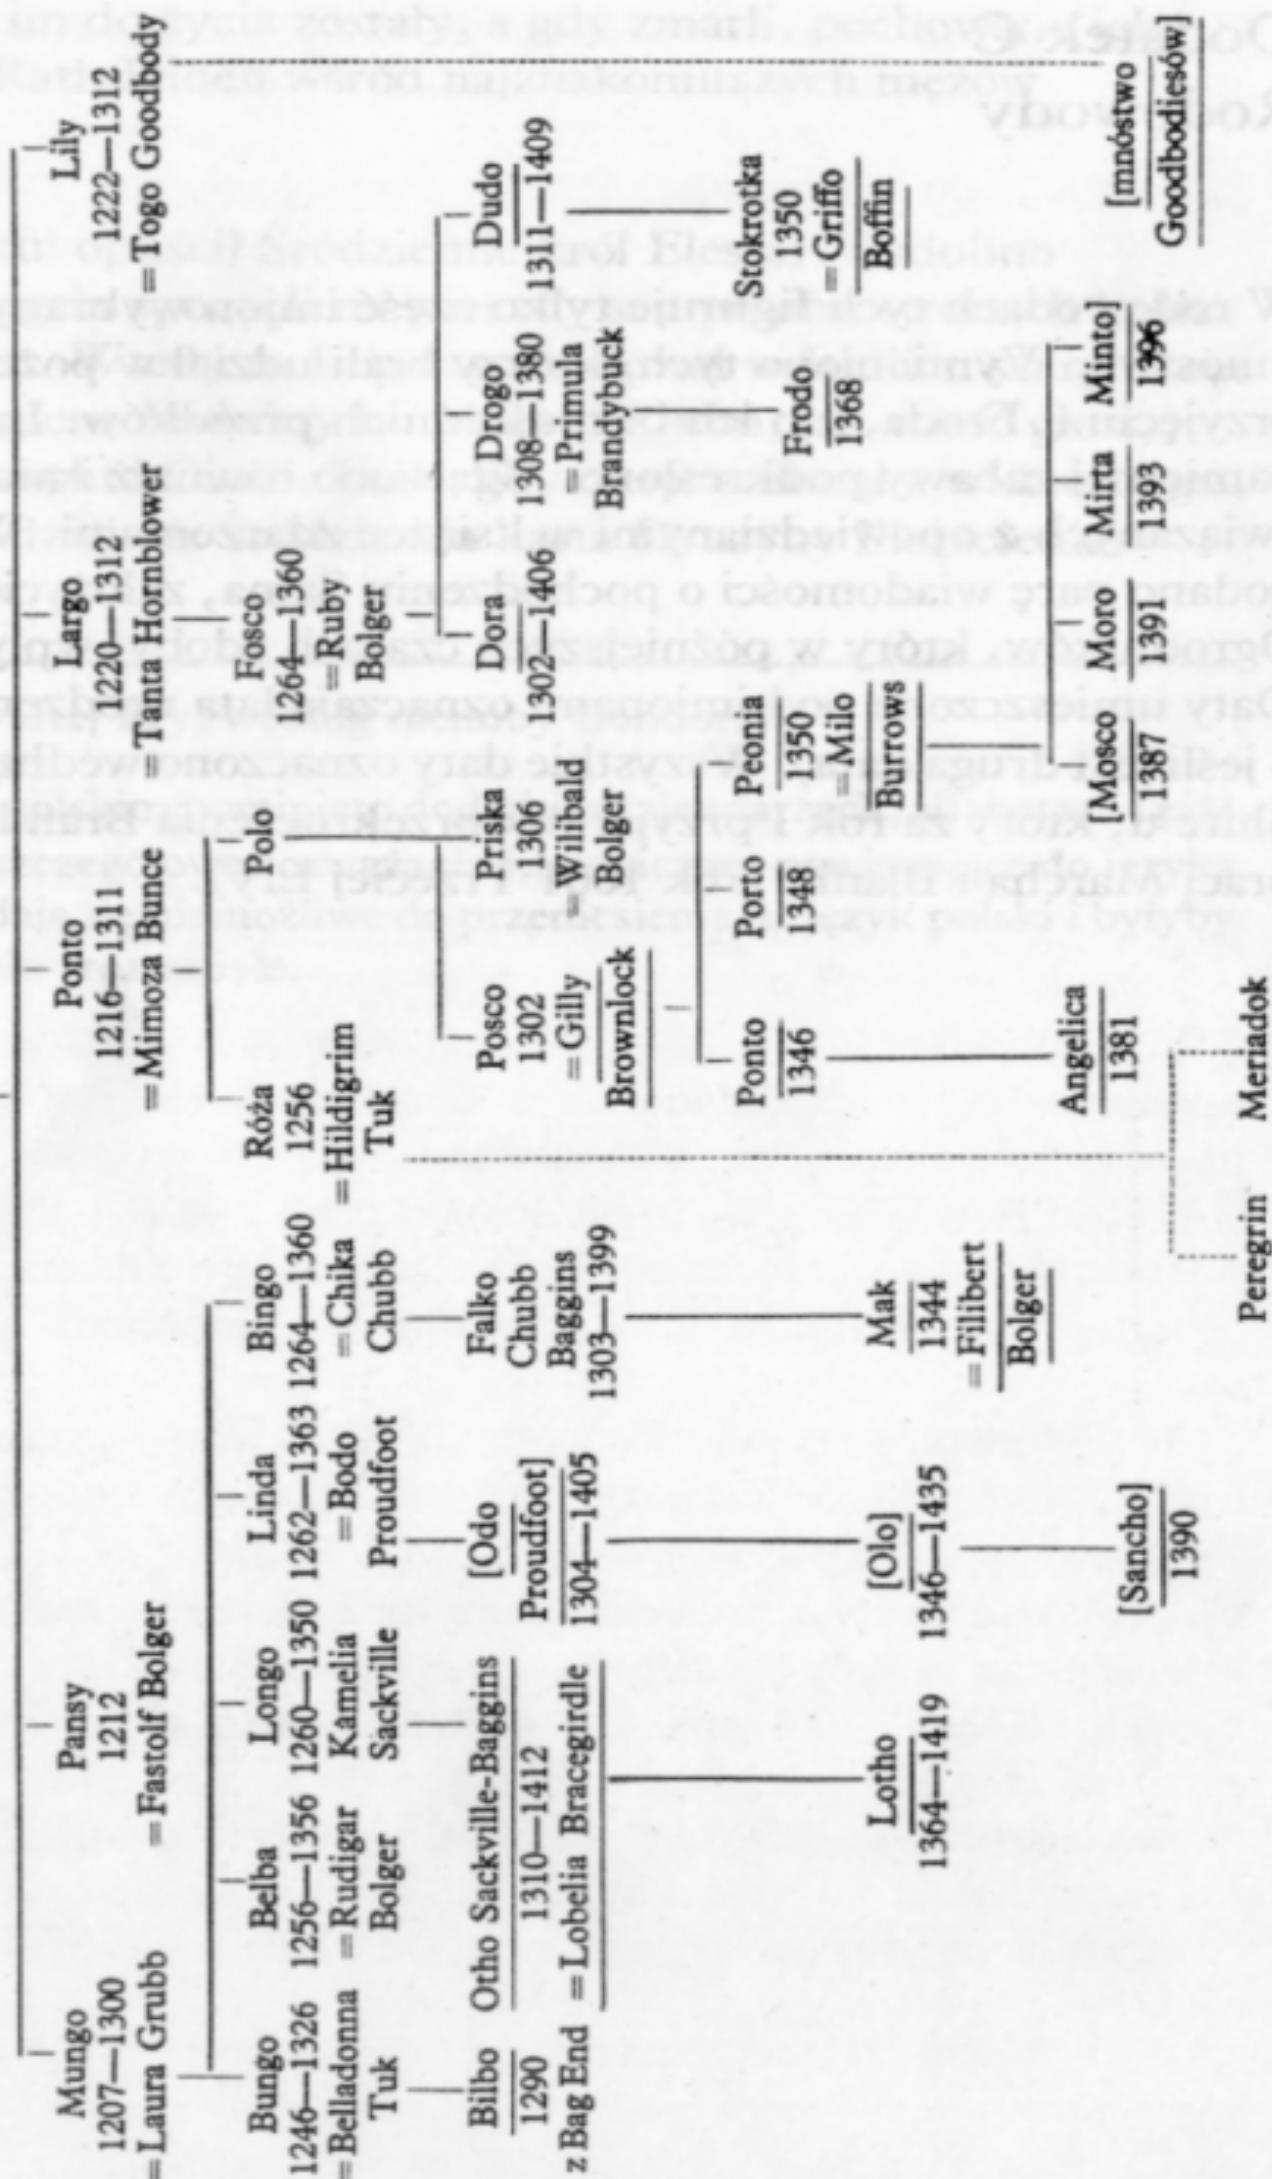 Mungo
1207—1300
=Laura Grubb
Pansy
1212
=Fastolf Bolger
Ponto
1216—1311
=Mimoza Bunce
Largo
1220—1312
=Tanta Hornblower
Lily
1222—1312
=Togo Goodbody
Bungo
1246—1326
=Belladonna
Tuk
Belba
1256—1356
=Rudigar
Bolger
Longo
1260—1350
Kamelia
Sackville
Linda
1262—1363
=Bodo
Proudfoot
Bingo
1264—1360
=Chika
Chubb
Róża
1256
=Hildigrim
Tuk
Polo
Fosco
1264—1360
=Ruby
Bolger
Bilbo
1290
z Bag End
Otho Sackville-Baggins
1310—1412
=Lobelia Bracegirdle
[Odo
Proudfoot]
1304—1405
Falko
Chubb
Baggins
1303—1399
Posco
1302
=Gilly
Brownlock
Priska
1306
=Wilibald
Bolger
Dora
1302—1406
Drogo
1308—1380
=Primula
Brandybuck
Dudo
1311—1409
Ponto
1346
Porto
1348
Peonia
1350
=Milo
Burrows
Frodo
1368
Stokrotka
1350
=Griffo
Boffin
Lotho
1364—1419
[Olo]
1346—1435
Mak
1344
=Filibert
Bolger
[Sancho]
1390
Angelica
1381
[Mosco
1387
Moro
1391
Mirta
1393
Minto]
1396
[mnóstwo
Goodbodiesów]
Peregrin
Meriadok